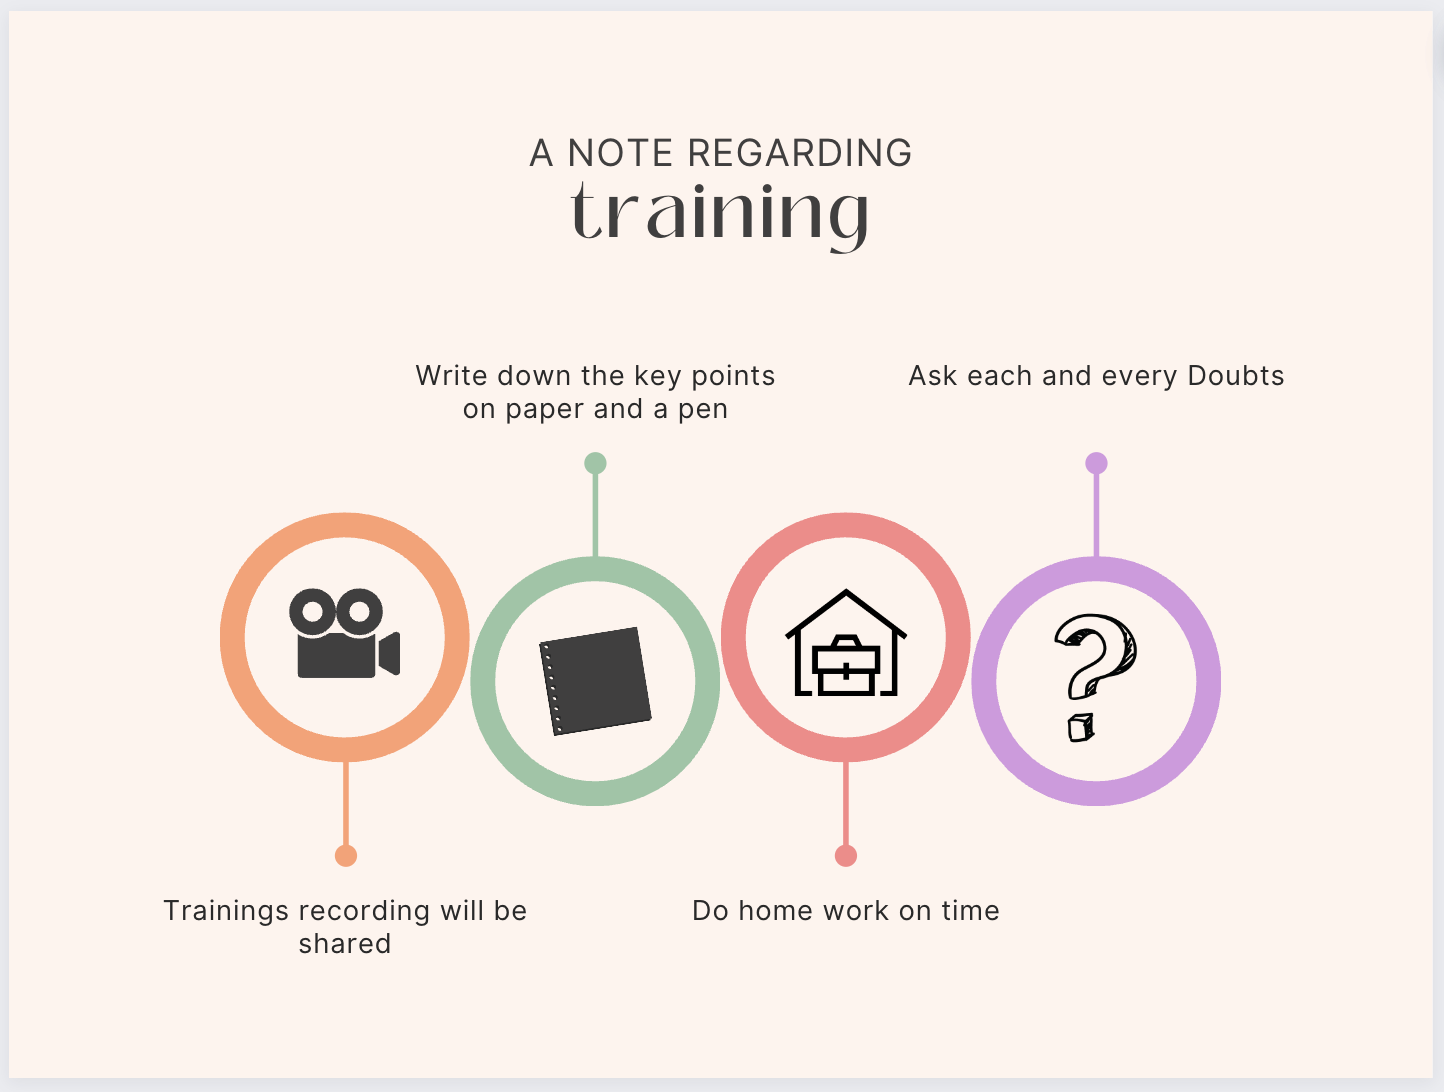 A NOTE REGARDING
training
Write down the key points
on paper and a pen
Ask each and every Doubts
Trainings recording will be
shared
Do home work on time